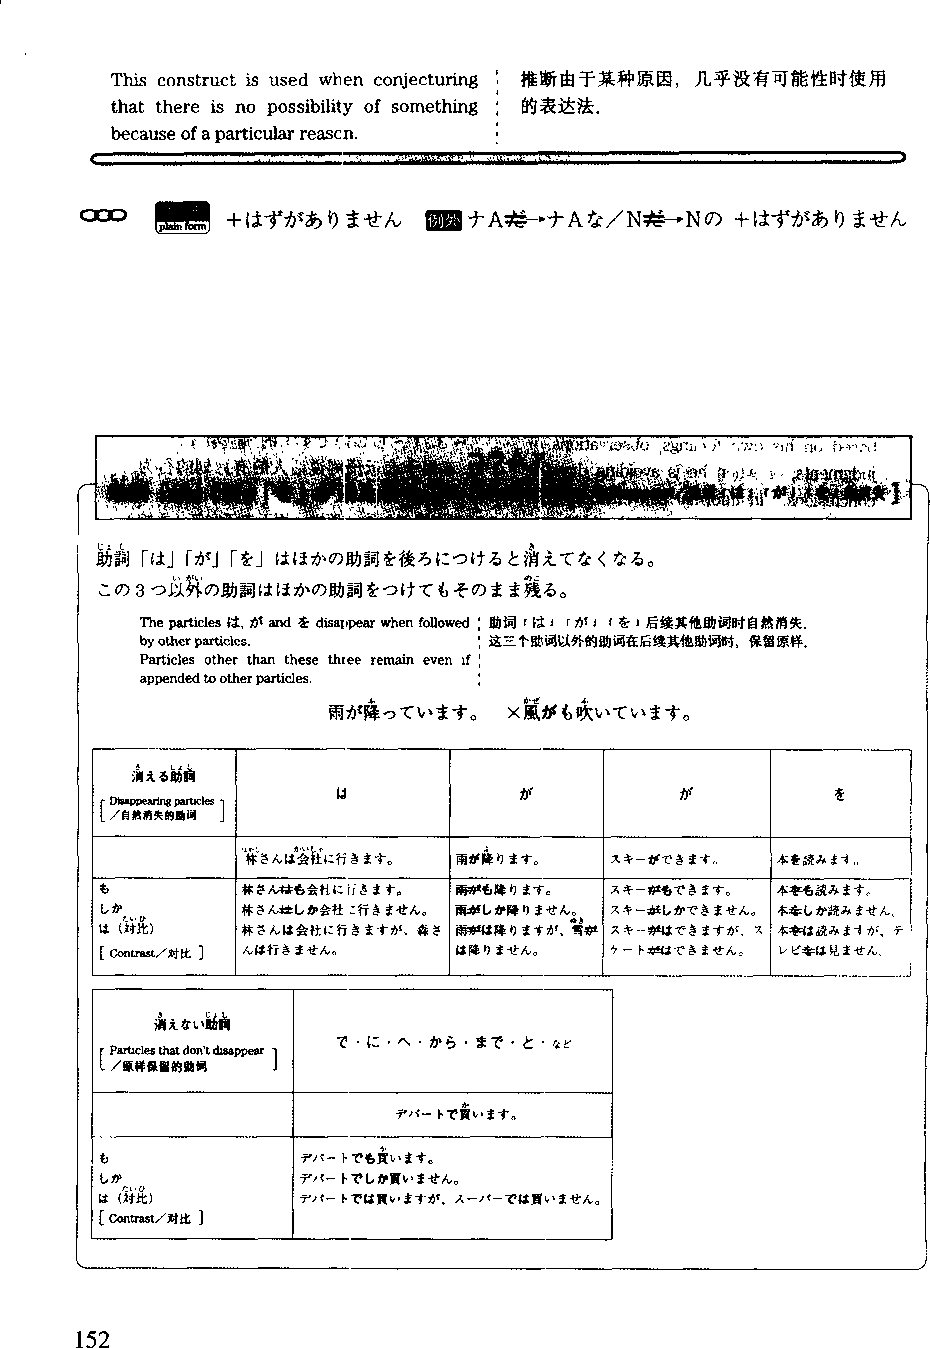 This construct is used when conjecturing
that there is no possibility of something
because of a particular reascn.
推断由于某种原因，几乎没有可能性时使用
的表达法.
plain form +はずがありません 例外 ナAだ→ナAな／Nだ→Nの +はずがありません
助詞「は」「が」「を」はほかの助詞を後ろにつけると消えてなくなる。
この3つ以外の助詞はほかの助詞をつけてもそのまま残る。
The particles は, が and を disappear when followed
by other particles.
Particles other than these three remain even if
appended to other particles.
助词「は」「が」「を」后续其他助词时自然消失.
这三个助词以外的助词在后续其他助词时，保留原样.
雨が降っています。 ×風がも吹いています。
消える助詞
[ Disappearing particles
／自然消失的助词 ]
は が が を
林さんは会社に行きます。 雨が降ります。 スキーができます。 本を読みます。
も
しか
は（対比）
[ Contrast／对比 ]
林さんはも会社に行きます。
林さんはしか会社に行きません。
林さんは会社に行きますが、森さ
んは行きません。
雨がも降ります。
雨がしか降りません。
雨がは降りますが、雪が
は降りません。
スキーがもできます。
スキーがしかできません。
スキーがはできますが、ス
ケートがはできません。
本をも読みます。
本をしか読みません。
本をは読みますが、テ
レビをは見ません。
消えない助詞
[ Particles that don't disappear
／原样保留的助词 ]
で・に・へ・から・まで・と・など
デパートで買います。
も
しか
は（対比）
[ Contrast／对比 ]
デパートでも買います。
デパートでしか買いません。
デパートでは買いますが、スーパーでは買いません。
152